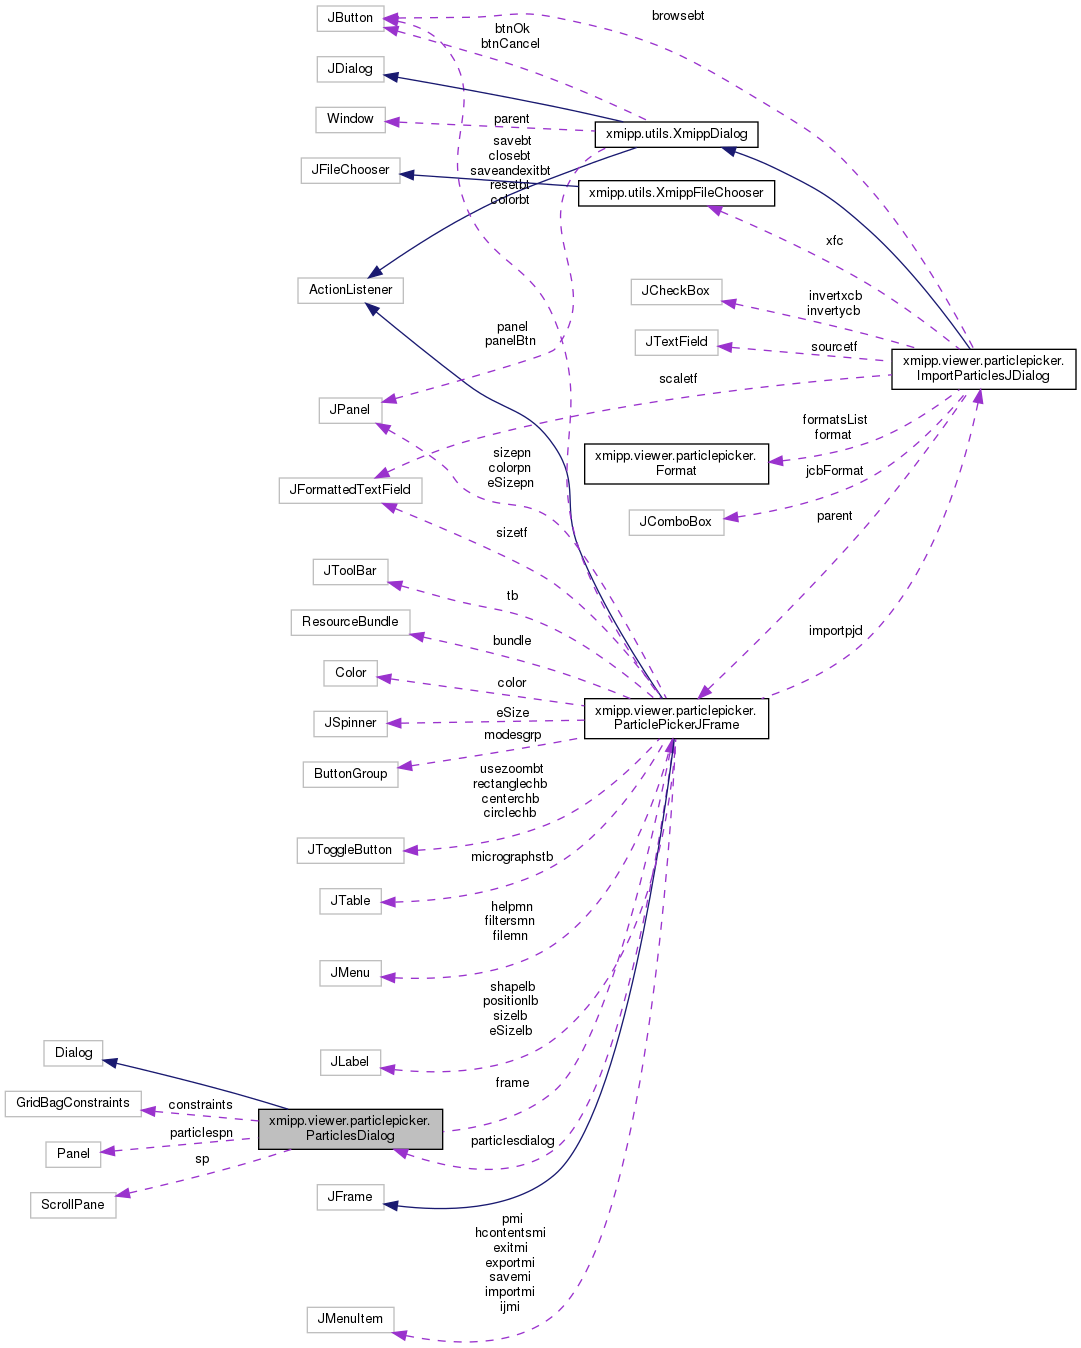 JButton
browsebt
btnOk
btnCancel
JDialog
Window
parent
xmipp.utils.XmippDialog
savebt
closebt
saveandexitbt
resetbt
colorbt
JFileChooser
xmipp.utils.XmippFileChooser
xfc
ActionListener
JCheckBox
invertxcb
invertycb
panel
panelBtn
JTextField
sourcetf
xmipp.viewer.particlepicker.
ImportParticlesJDialog
scaletf
JPanel
formatsList
format
sizepn
colorpn
eSizepn
xmipp.viewer.particlepicker.
Format
jcbFormat
JFormattedTextField
JComboBox
parent
sizetf
JToolBar
tb
ResourceBundle
bundle
importpjd
Color
color
JSpinner
eSize
modesgrp
xmipp.viewer.particlepicker.
ParticlePickerJFrame
ButtonGroup
usezoombt
rectanglechb
centerchb
circlechb
JToggleButton
micrographstb
JTable
helpmn
filtersmn
filemn
JMenu
shapelb
positionlb
sizelb
eSizelb
JLabel
Dialog
frame
GridBagConstraints
constraints
xmipp.viewer.particlepicker.
ParticlesDialog
particlespn
particlesdialog
Panel
sp
ScrollPane
JFrame
pmi
hcontentsmi
exitmi
exportmi
savemi
importmi
ijmi
JMenuItem